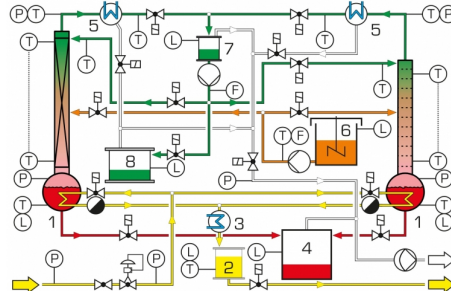 P T 5 T L 7 T 5 T P
T T
T F T
T F 6 L
T 8 L T
P P P
T 1 3 1 T
L L
P P L 2 T L 4